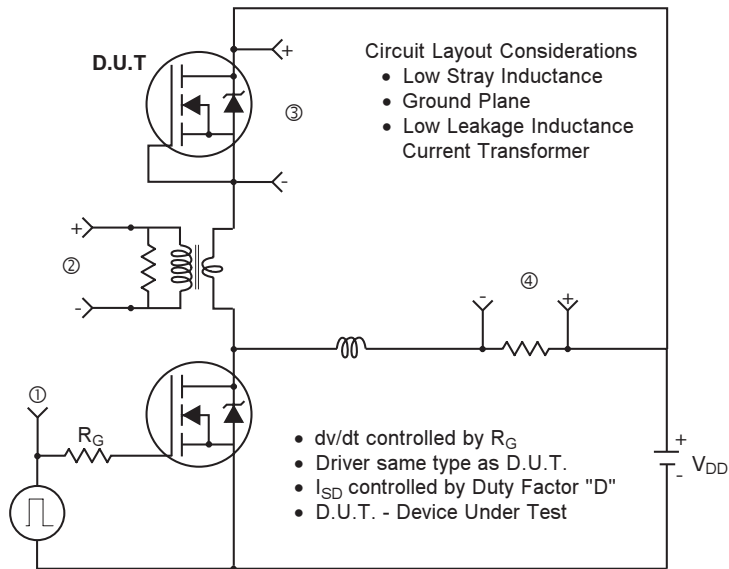 D.U.T
+
-
③
Circuit Layout Considerations
• Low Stray Inductance
• Ground Plane
• Low Leakage Inductance
Current Transformer
+
②
-
-
④
+
①
R_G
• dv/dt controlled by R_G
• Driver same type as D.U.T.
• I_SD controlled by Duty Factor "D"
• D.U.T. - Device Under Test
+
V_DD
-